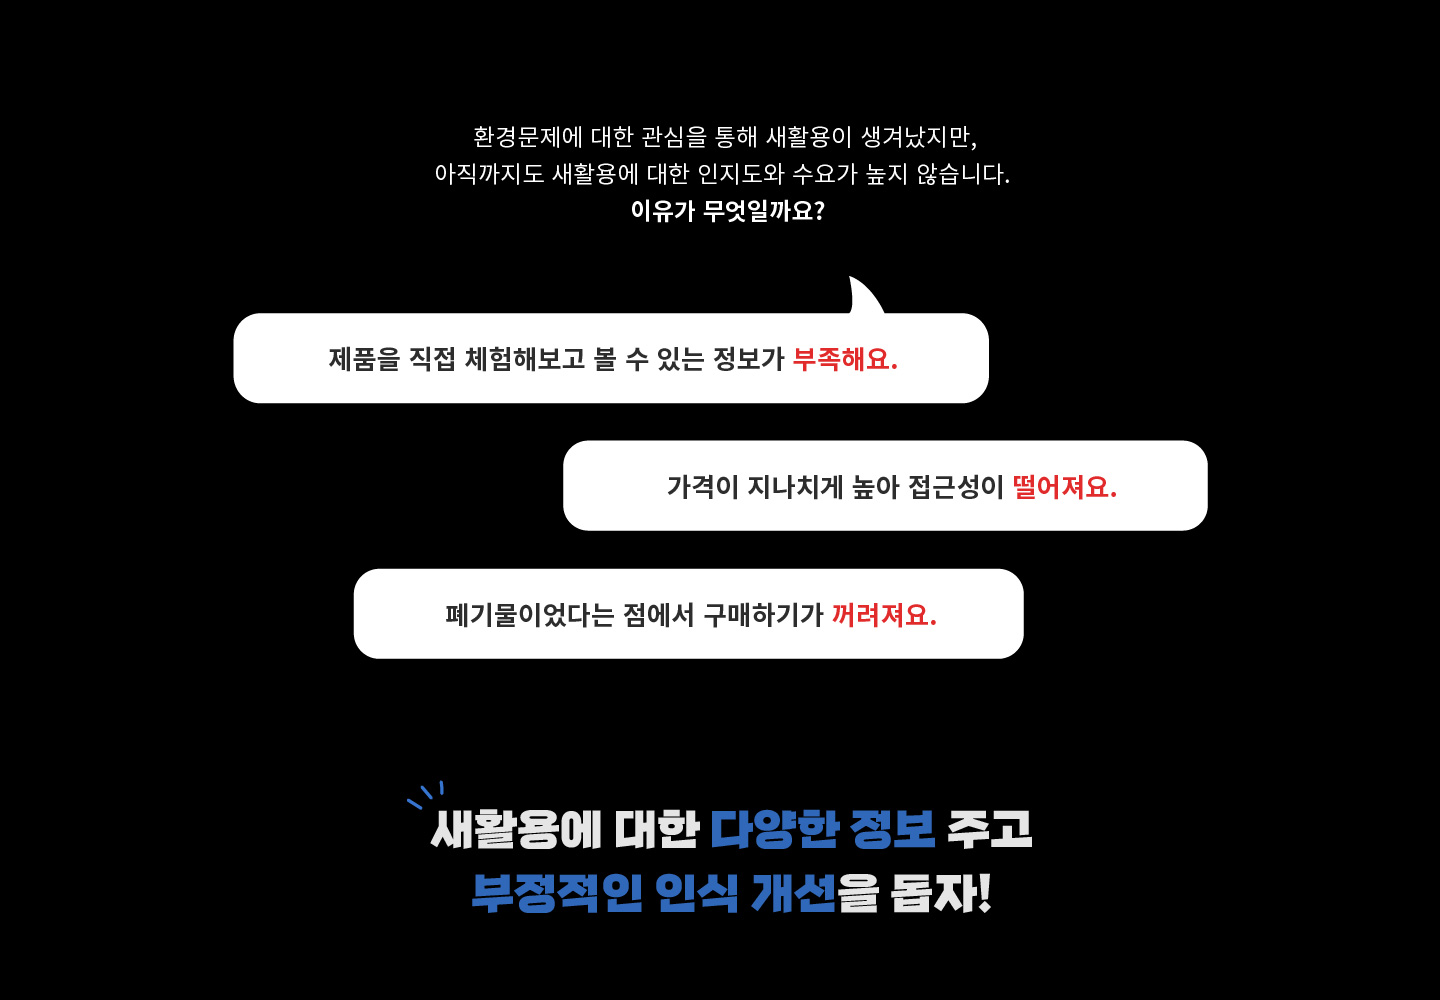 환경문제에 대한 관심을 통해 새활용이 생겨났지만,
아직까지도 새활용에 대한 인지도와 수요가 높지 않습니다.
이유가 무엇일까요?
제품을 직접 체험해보고 볼 수 있는 정보가 부족해요.
가격이 지나치게 높아 접근성이 떨어져요.
폐기물이었다는 점에서 구매하기가 꺼려져요.
새활용에 대한 다양한 정보 주고
부정적인 인식 개선을 돕자!